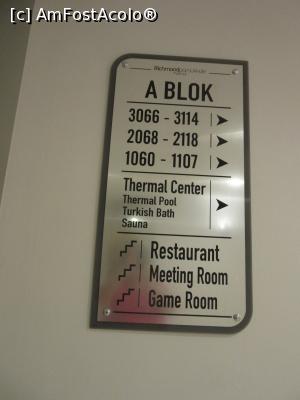 [c] AmFostAcolo®
Richmond
A BLOK
3066 - 3114
2068 - 2118
1060 - 1107
Thermal Center
Thermal Pool
Turkish Bath
Sauna
Restaurant
Meeting Room
Game Room